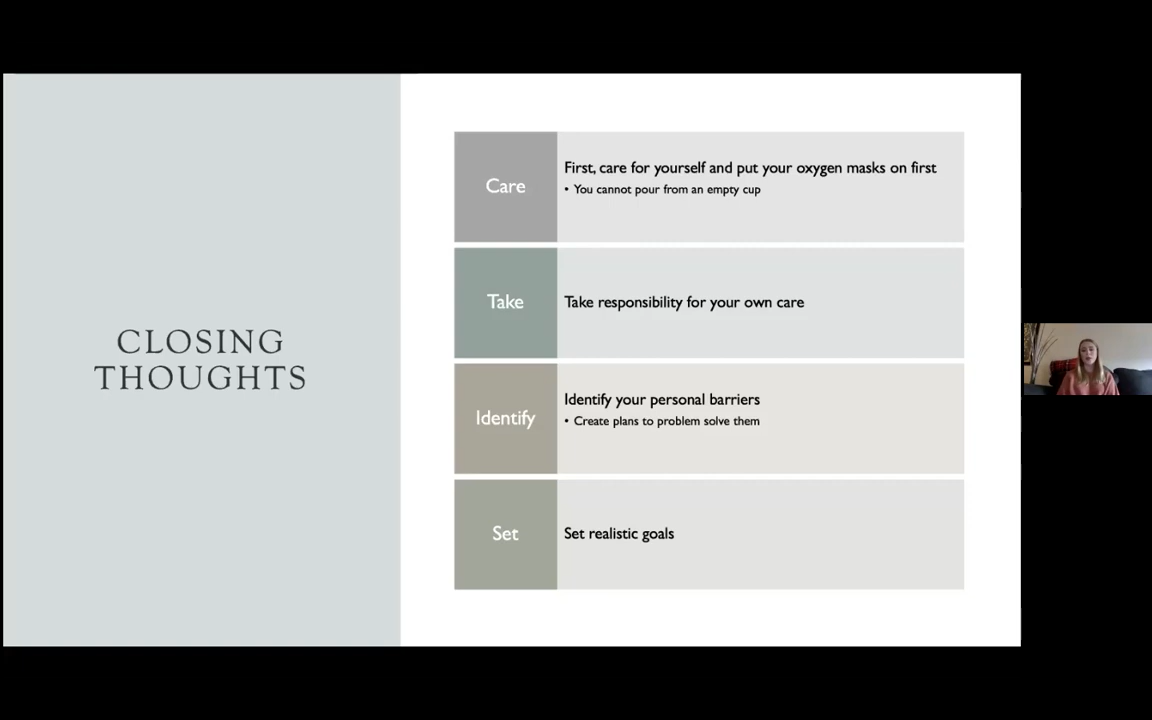 CLOSING
THOUGHTS
Care
First, care for yourself and put your oxygen masks on first
• You cannot pour from an empty cup
Take
Take responsibility for your own care
Identify
Identify your personal barriers
• Create plans to problem solve them
Set
Set realistic goals